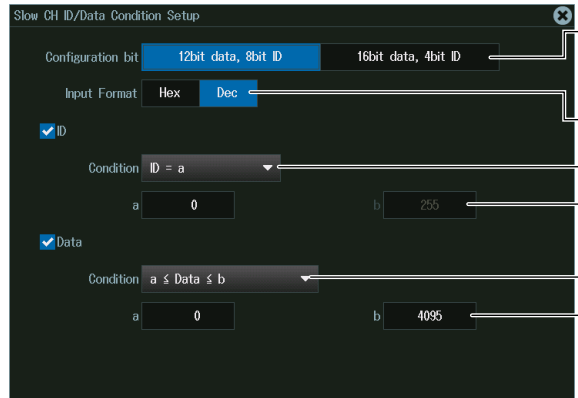 Slow CH ID/Data Condition Setup
Configuration bit 12bit data, 8bit ID 16bit data, 4bit ID
Input Format Hex Dec
ID
Condition ID = a
a 0 b 255
Data
Condition a ≤ Data ≤ b
a 0 b 4095